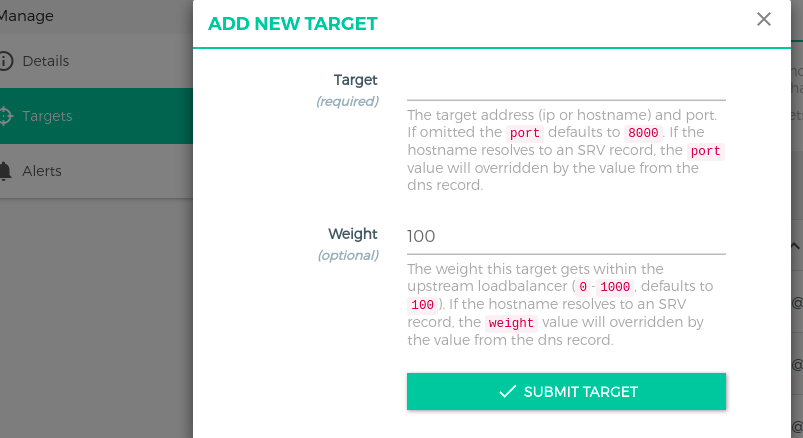 Manage
ADD NEW TARGET
Details
Targets
Alerts
Target
(required)
The target address (ip or hostname) and port.
If omitted the port defaults to 8000. If the
hostname resolves to an SRV record, the port
value will overridden by the value from the
dns record.
Weight
(optional)
100
The weight this target gets within the
upstream loadbalancer (0-1000, defaults to
100). If the hostname resolves to an SRV
record, the weight value will overridden by
the value from the dns record.
SUBMIT TARGET